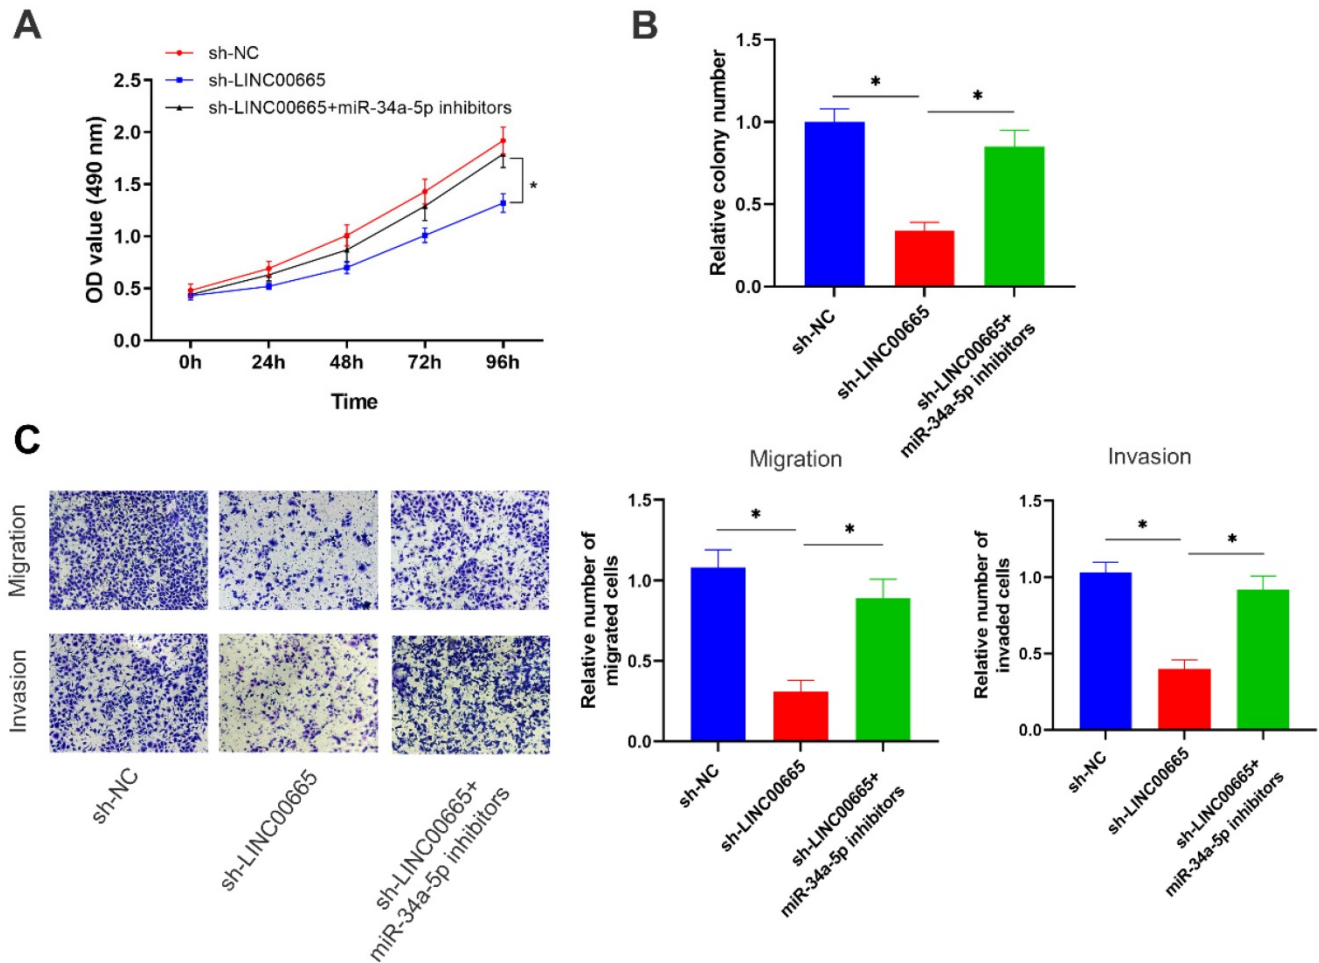 A
sh-NC
sh-LINC00665
sh-LINC00665+miR-34a-5p inhibitors
OD value (490 nm)
2.5
2.0
1.5
1.0
0.5
0.0
*
0h
24h
48h
72h
96h
Time
B
Relative colony number
1.5
1.0
0.5
0.0
*
*
sh-NC
sh-LINC00665
sh-LINC00665+
miR-34a-5p inhibitors
C
Migration
Invasion
sh-NC
sh-LINC00665
sh-LINC00665+
miR-34a-5p inhibitors
Migration
Relative number of
migrated cells
1.5
1.0
0.5
0.0
*
*
sh-NC
sh-LINC00665
sh-LINC00665+
miR-34a-5p inhibitors
Invasion
Relative number of
invaded cells
1.5
1.0
0.5
0.0
*
*
sh-NC
sh-LINC00665
sh-LINC00665+
miR-34a-5p inhibitors